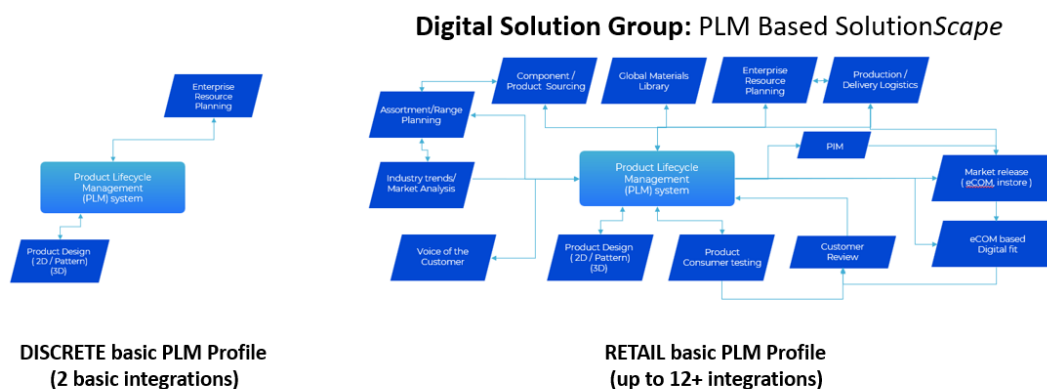 Digital Solution Group: PLM Based SolutionScape
Enterprise
Resource
Planning
Product Lifecycle
Management
(PLM) system
Product Design
( 2D / Pattern)
(3D)
DISCRETE basic PLM Profile
(2 basic integrations)
Component /
Product Sourcing
Global Materials
Library
Enterprise
Resource
Planning
Production /
Delivery Logistics
Assortment/Range
Planning
PIM
Industry trends/
Market Analysis
Product Lifecycle
Management
(PLM) system
Market release
( eCOM, instore )
Voice of the
Customer
Product Design
( 2D / Pattern)
(3D)
Product
Consumer testing
Customer
Review
eCOM based
Digital fit
RETAIL basic PLM Profile
(up to 12+ integrations)